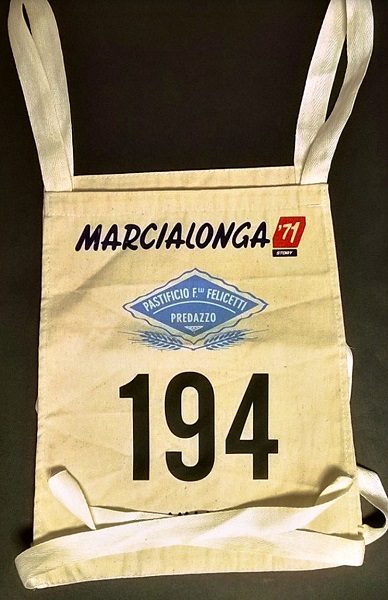 MARCIALONGA '71
STORY
PASTIFICIO F.LLI FELICETTI
PREDAZZO
194